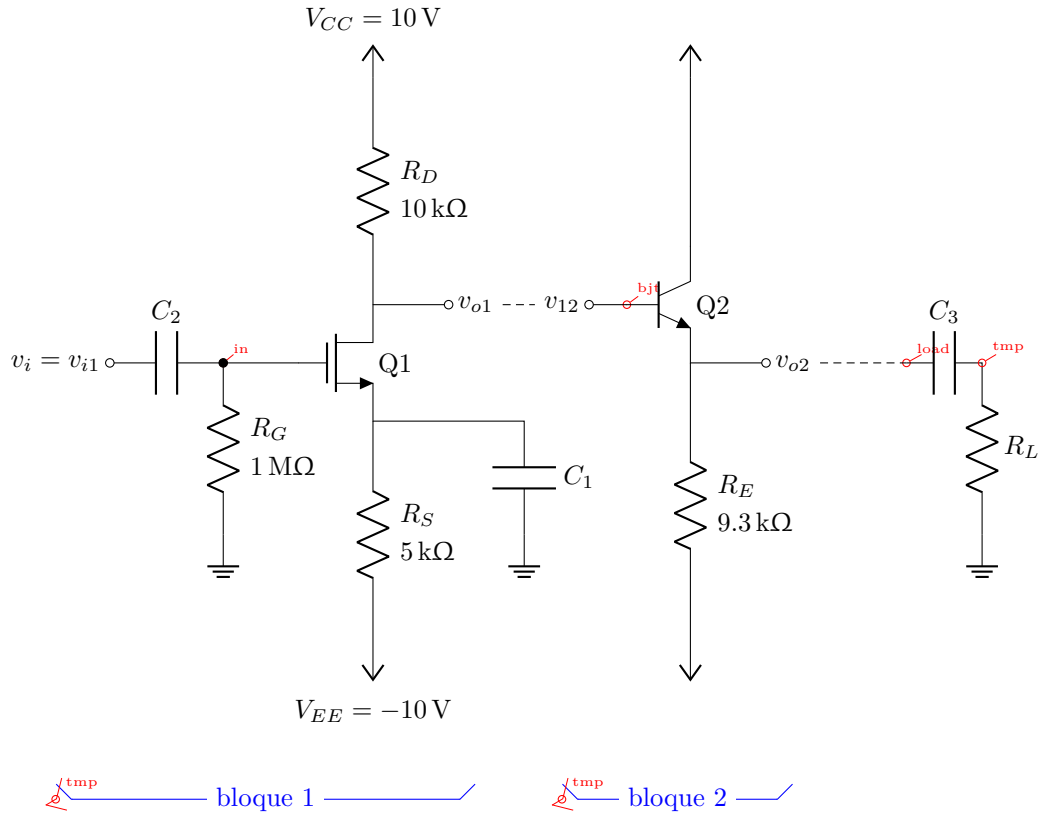 V_CC = 10 V
R_D
10 kΩ
bjt
v_o1
v_12
Q2
C_2
C_3
v_i = v_i1
in
Q1
v_o2
load
tmp
R_G
1 MΩ
R_L
C_1
R_E
9.3 kΩ
R_S
5 kΩ
V_EE = −10 V
tmp
tmp
bloque 1
bloque 2